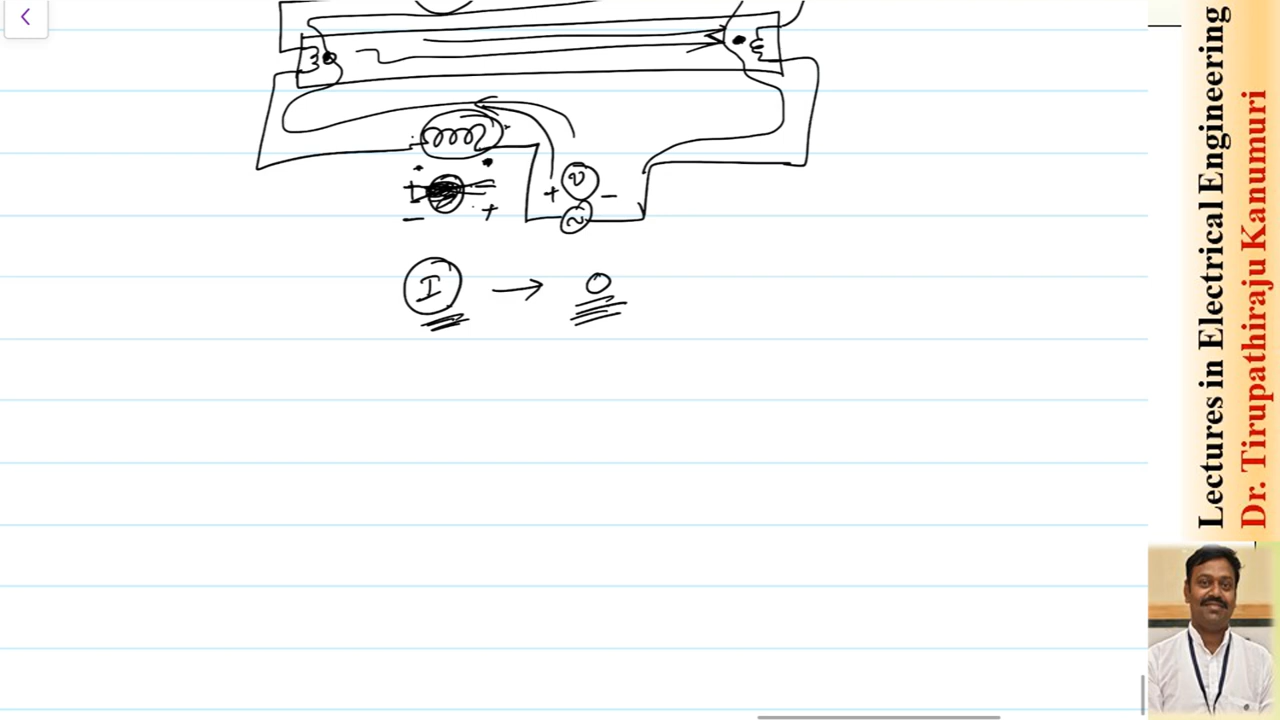 + V −
~
− +
I → 0
Lectures in Electrical Engineering
Dr. Tirupathiraju Kanumuri